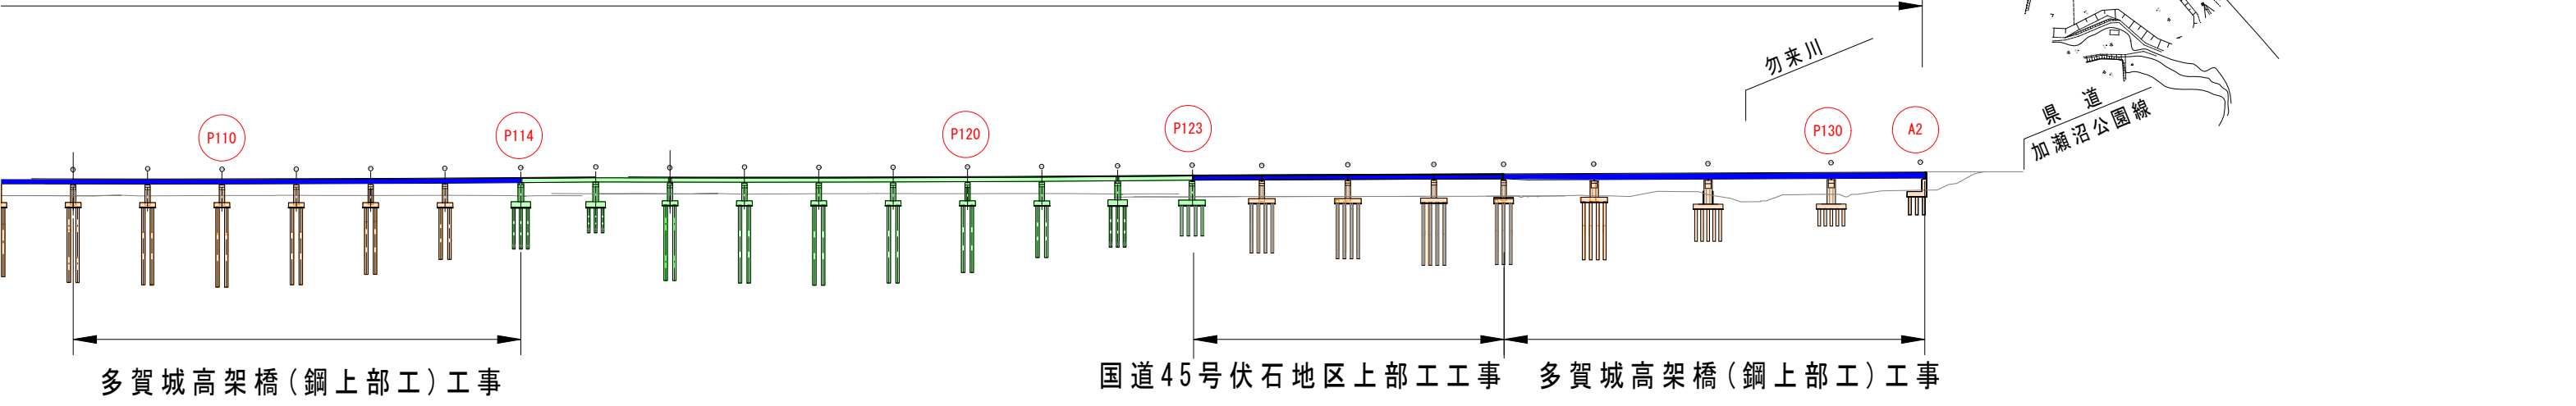 勿来川
県道
加瀬沼公園線
P110
P114
P120
P123
P130
A2
多賀城高架橋(鋼上部工)工事
国道45号伏石地区上部工工事
多賀城高架橋(鋼上部工)工事